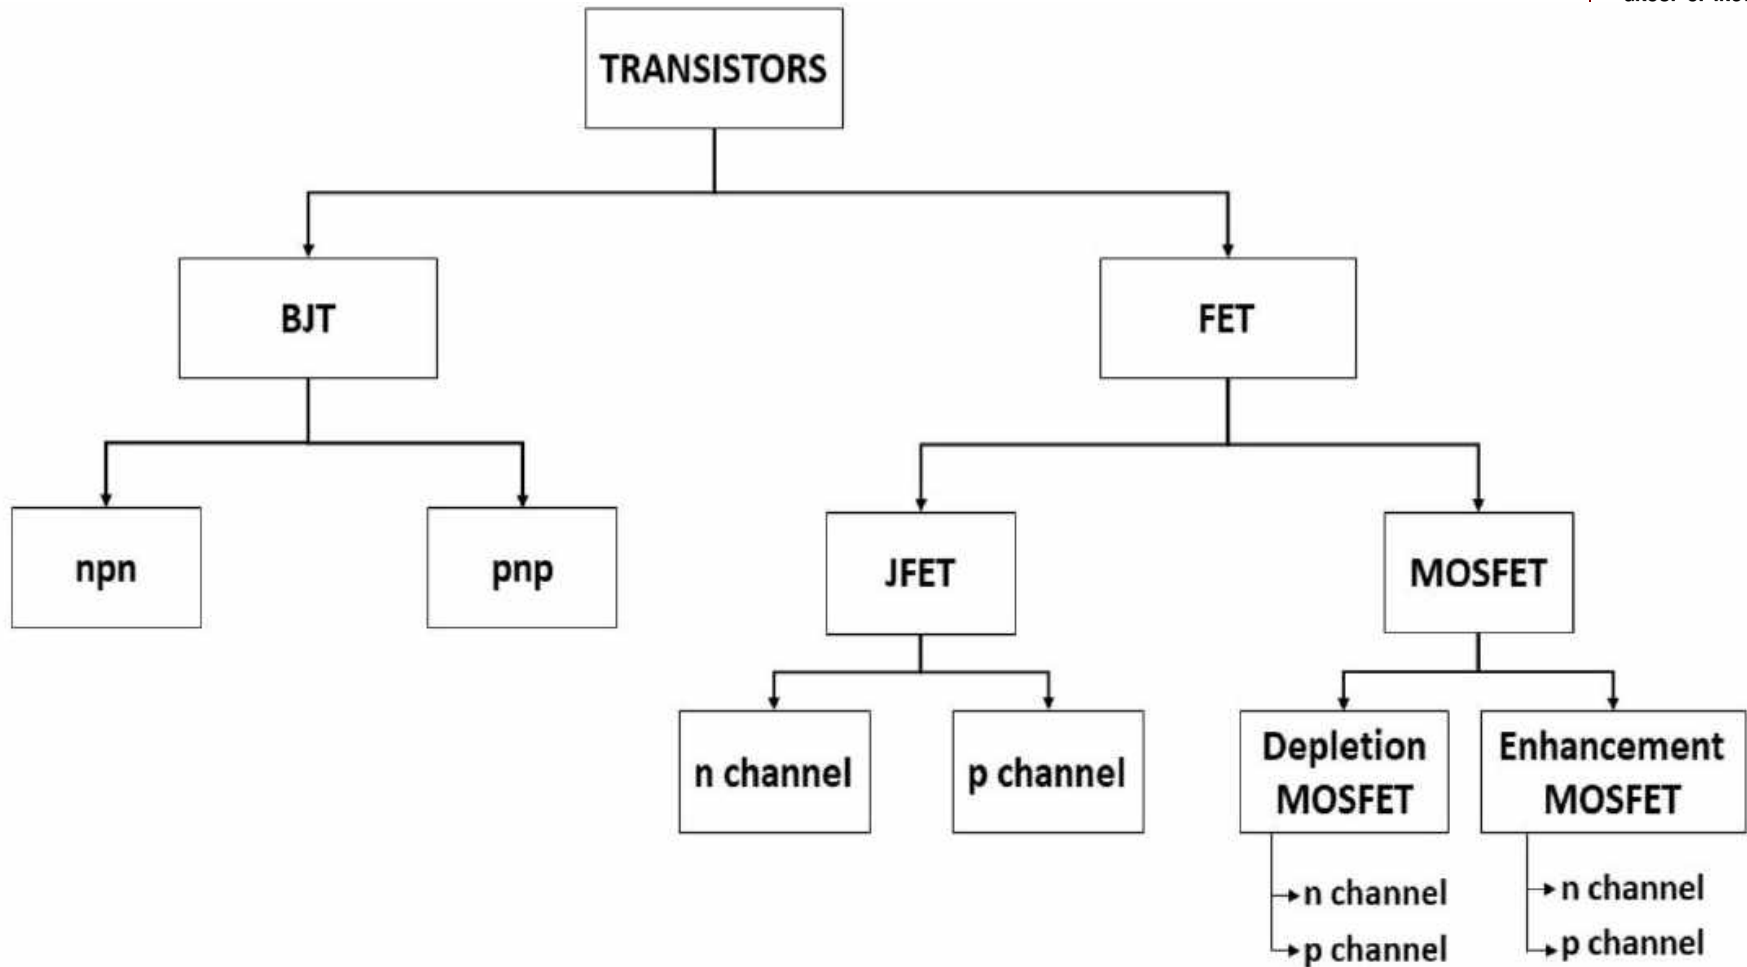 TRANSISTORS
BJT
FET
npn
pnp
JFET
MOSFET
n channel
p channel
Depletion
MOSFET
Enhancement
MOSFET
n channel
p channel
n channel
p channel